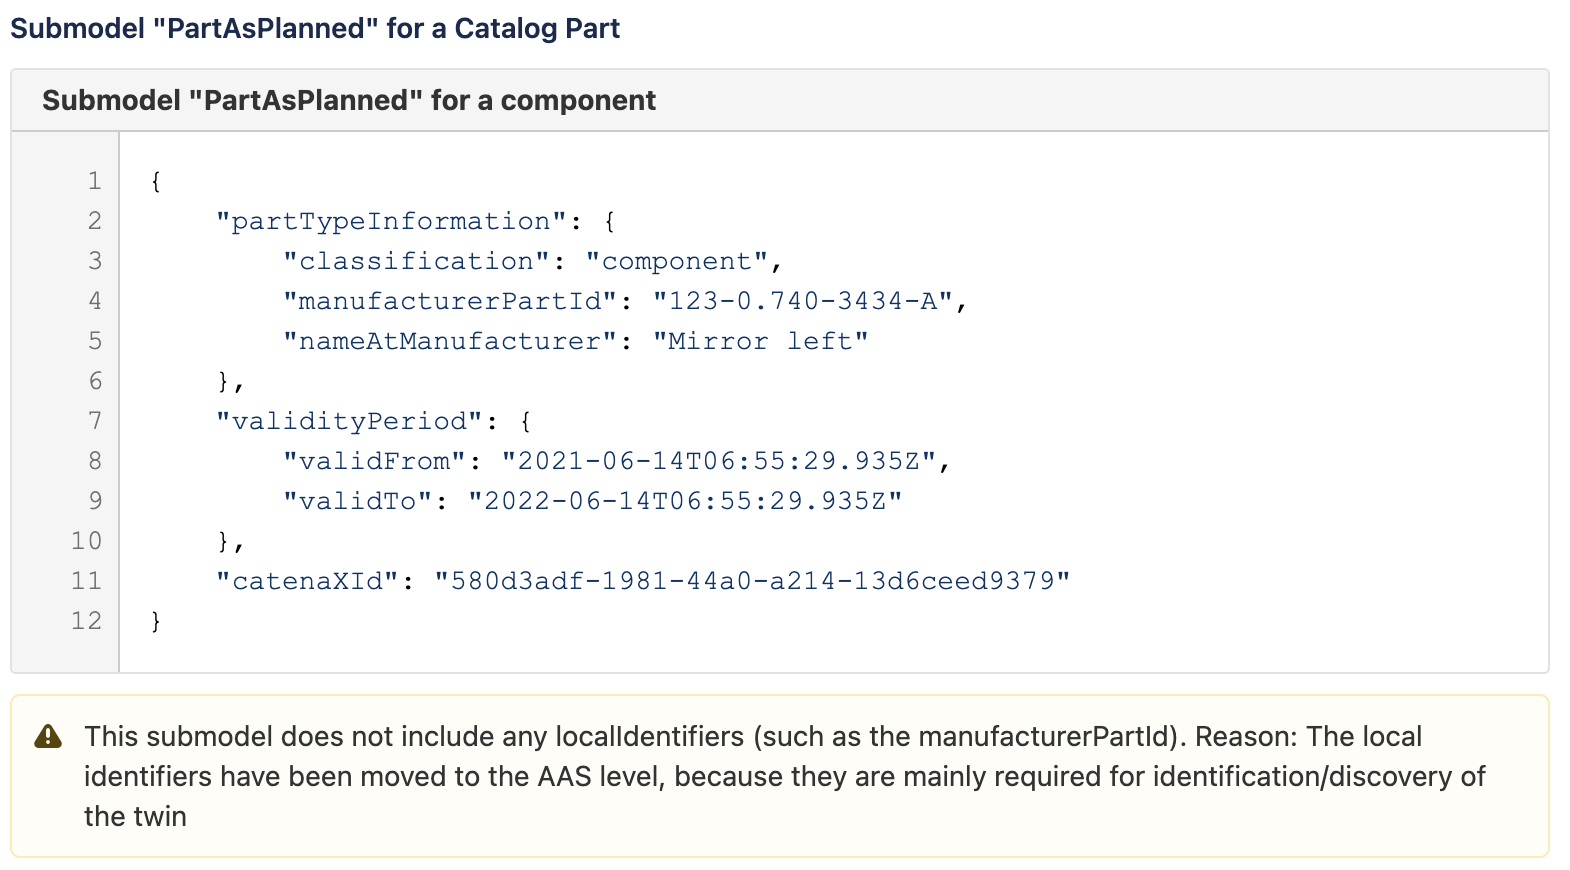 Submodel "PartAsPlanned" for a Catalog Part
Submodel "PartAsPlanned" for a component
1 {
2 "partTypeInformation": {
3 "classification": "component",
4 "manufacturerPartId": "123-0.740-3434-A",
5 "nameAtManufacturer": "Mirror left"
6 },
7 "validityPeriod": {
8 "validFrom": "2021-06-14T06:55:29.935Z",
9 "validTo": "2022-06-14T06:55:29.935Z"
10 },
11 "catenaXId": "580d3adf-1981-44a0-a214-13d6ceed9379"
12 }
This submodel does not include any localIdentifiers (such as the manufacturerPartId). Reason: The local
identifiers have been moved to the AAS level, because they are mainly required for identification/discovery of
the twin